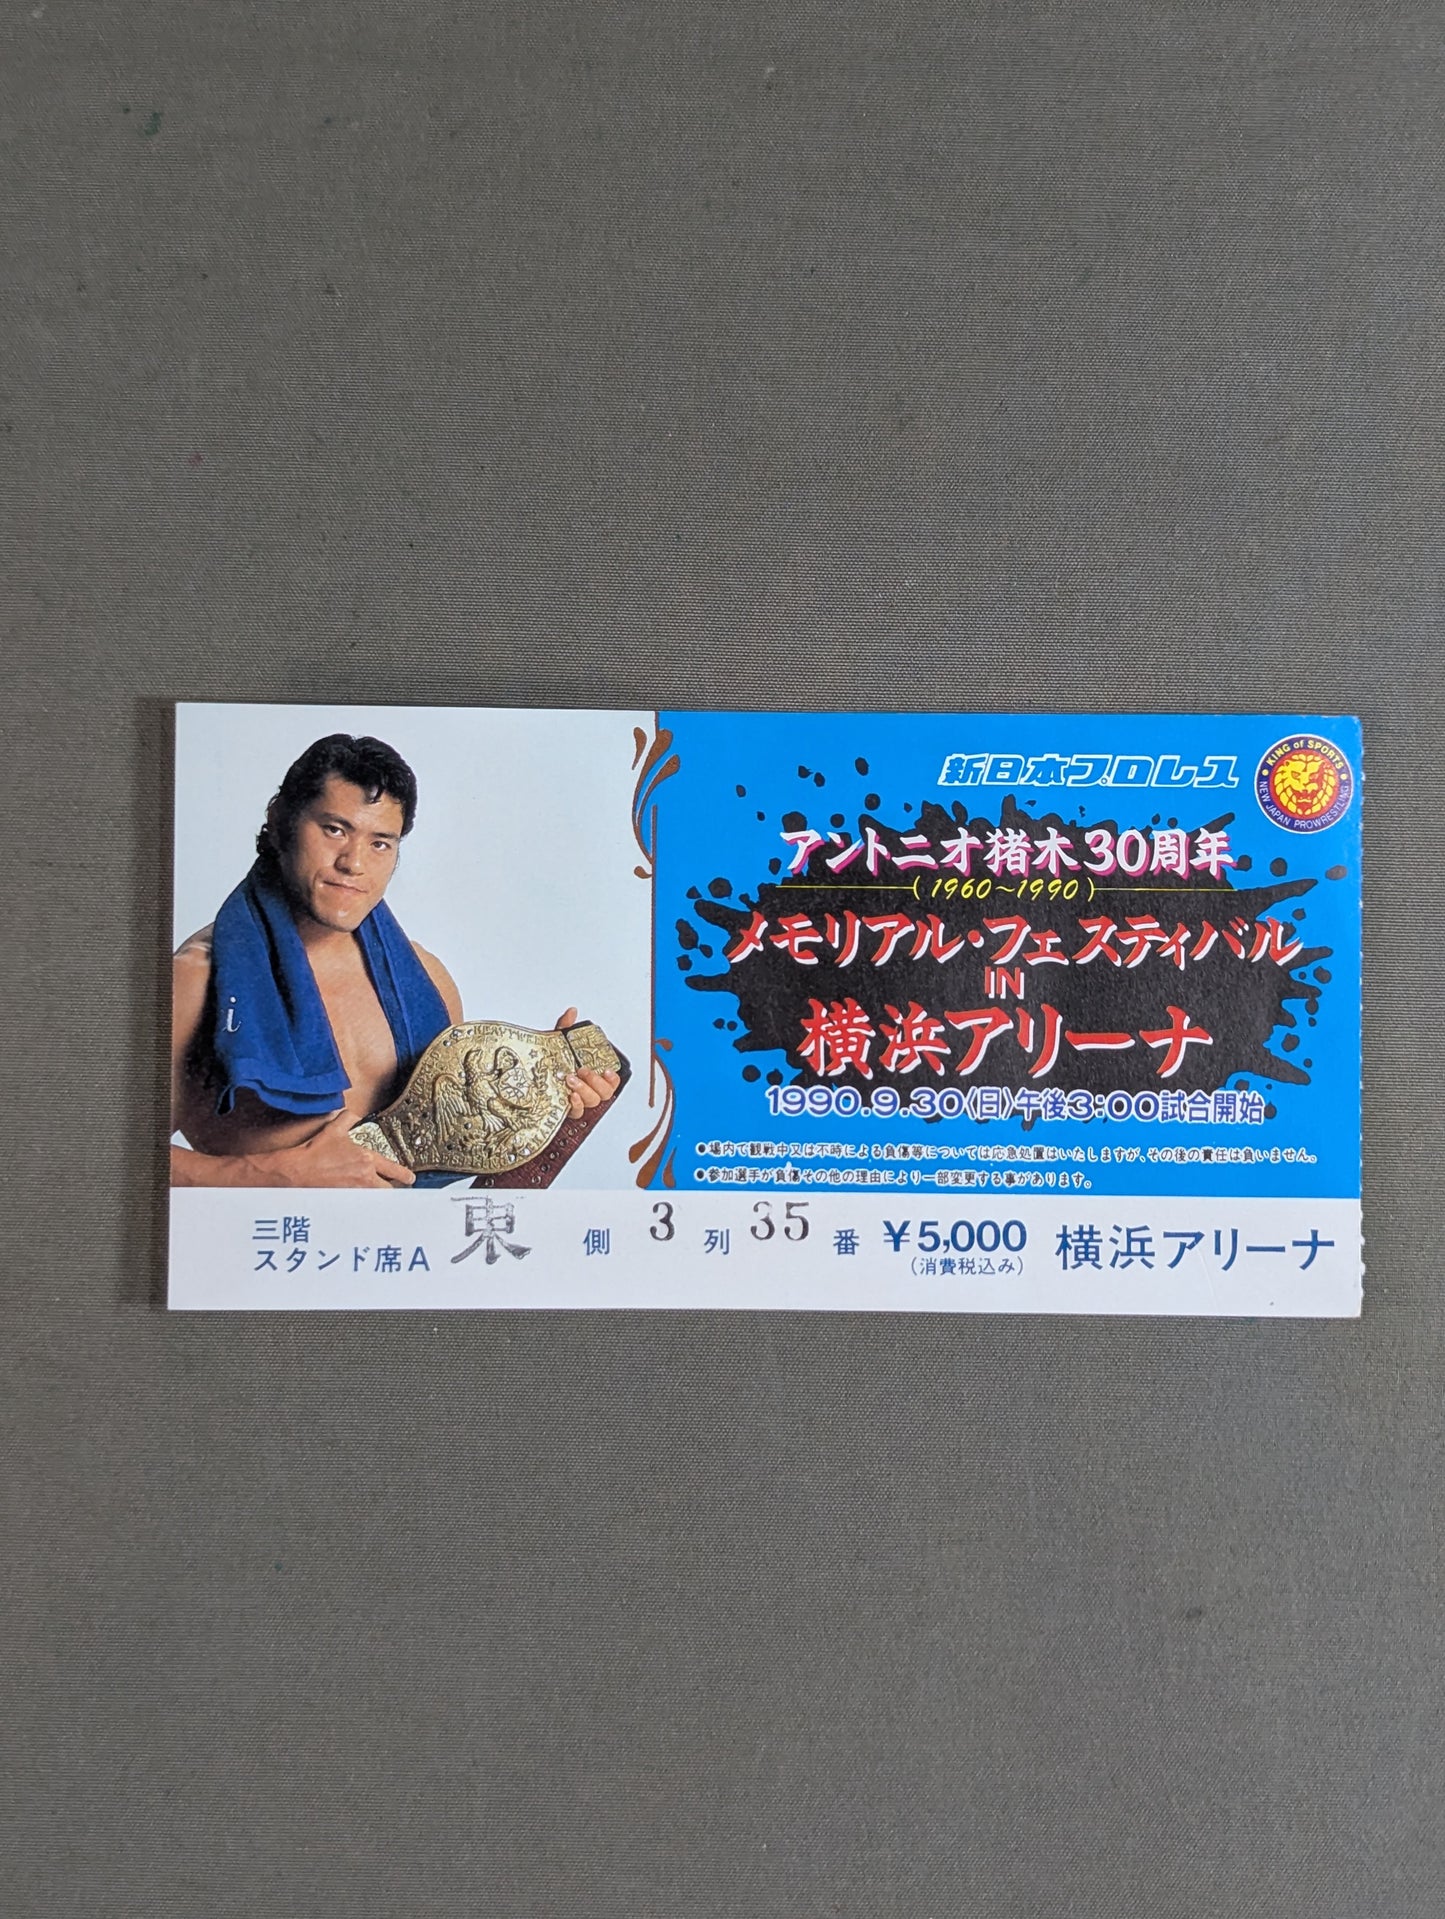 新日本プロレス
KING of SPORTS
NEW JAPAN PROWRESTLING
アントニオ猪木30周年
(1960~1990)
メモリアル・フェスティバル
IN
横浜アリーナ
1990.9.30〈日〉午後3:00試合開始
●場内で観戦中又は不時による負傷等については応急処置はいたしますが、その後の責任は負いません。
●参加選手が負傷その他の理由により一部変更する事があります。
i
HEAVYWEIGHT
WRESTLING
三階
スタンド席A 東 側 3 列 35 番 ¥5,000 横浜アリーナ
(消費税込み)